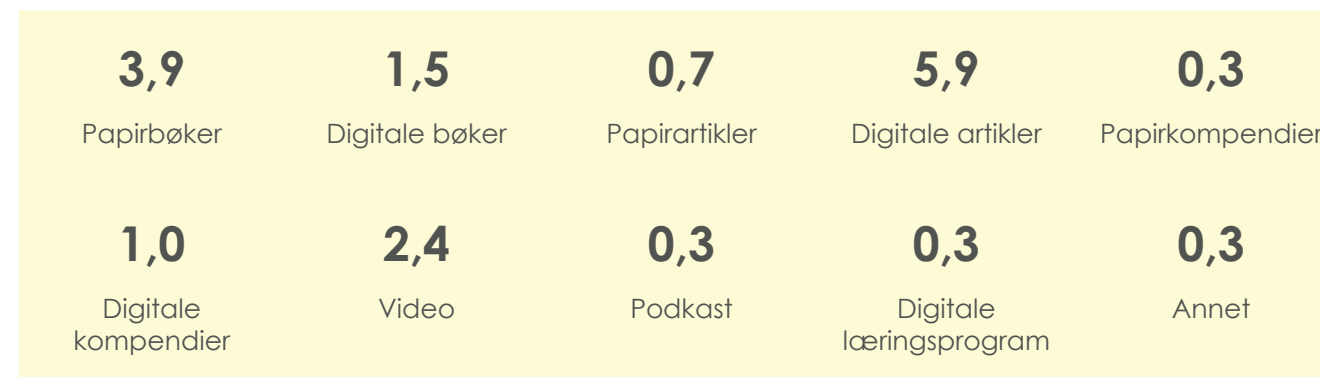 3,9 1,5 0,7 5,9 0,3
Papirbøker Digitale bøker Papirartikler Digitale artikler Papirkompendier
1,0 2,4 0,3 0,3 0,3
Digitale Video Podkast Digitale Annet
kompendier læringsprogram